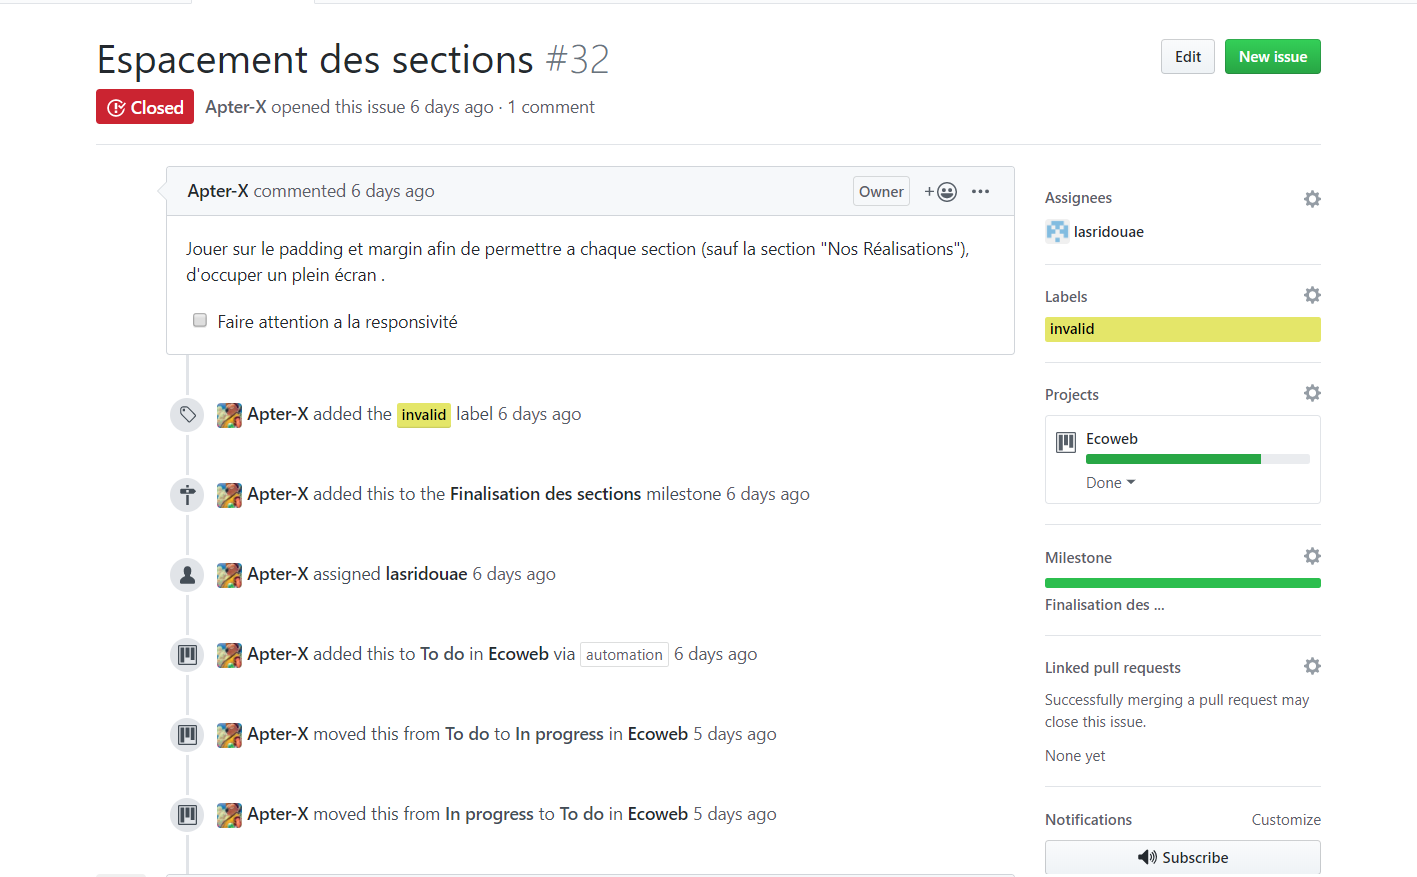 Espacement des sections #32
Edit
New issue
Closed
Apter-X opened this issue 6 days ago · 1 comment
Apter-X commented 6 days ago
Owner
Jouer sur le padding et margin afin de permettre a chaque section (sauf la section "Nos Réalisations"),
d'occuper un plein écran .
Faire attention a la responsivité
Apter-X added the invalid label 6 days ago
Apter-X added this to the Finalisation des sections milestone 6 days ago
Apter-X assigned lasridouae 6 days ago
Apter-X added this to To do in Ecoweb via automation 6 days ago
Apter-X moved this from To do to In progress in Ecoweb 5 days ago
Apter-X moved this from In progress to To do in Ecoweb 5 days ago
Assignees
lasridouae
Labels
invalid
Projects
Ecoweb
Done
Milestone
Finalisation des ...
Linked pull requests
Successfully merging a pull request may
close this issue.
None yet
Notifications
Customize
Subscribe